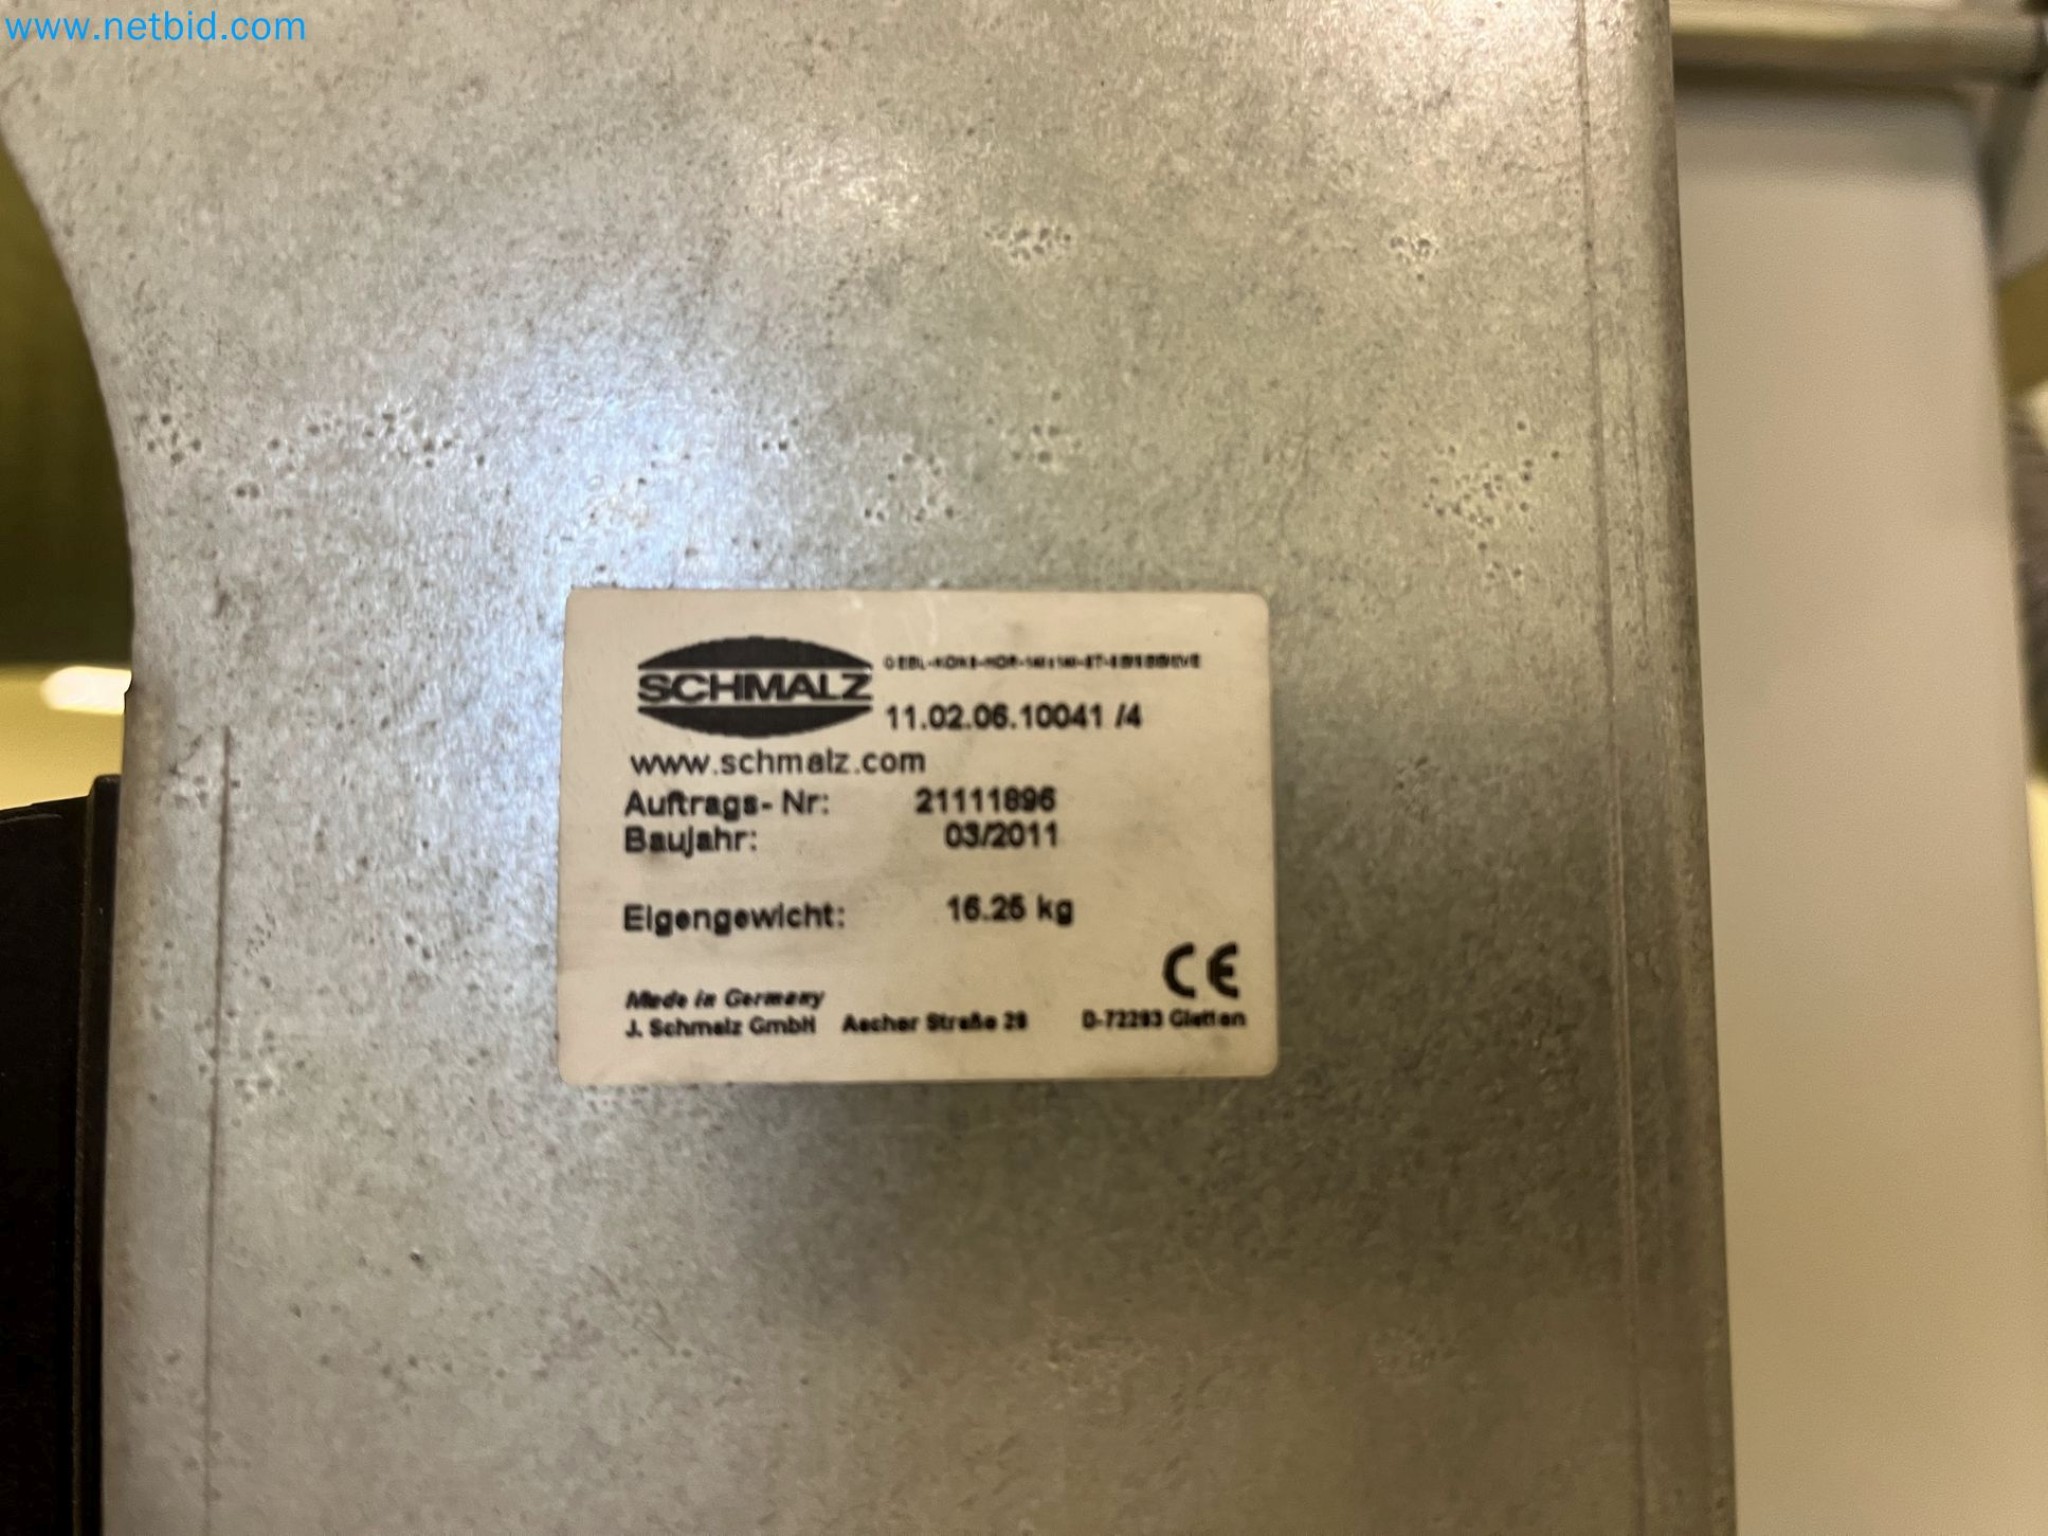 www.netbid.com
SCHMALZ
11.02.06.10041 /4
www.schmalz.com
Auftrags- Nr: 21111896
Baujahr: 03/2011
Eigengewicht: 16.25 kg
CE
Made in Germany
J. Schmalz GmbH Aacher Straße 29 D-72293 Glatten